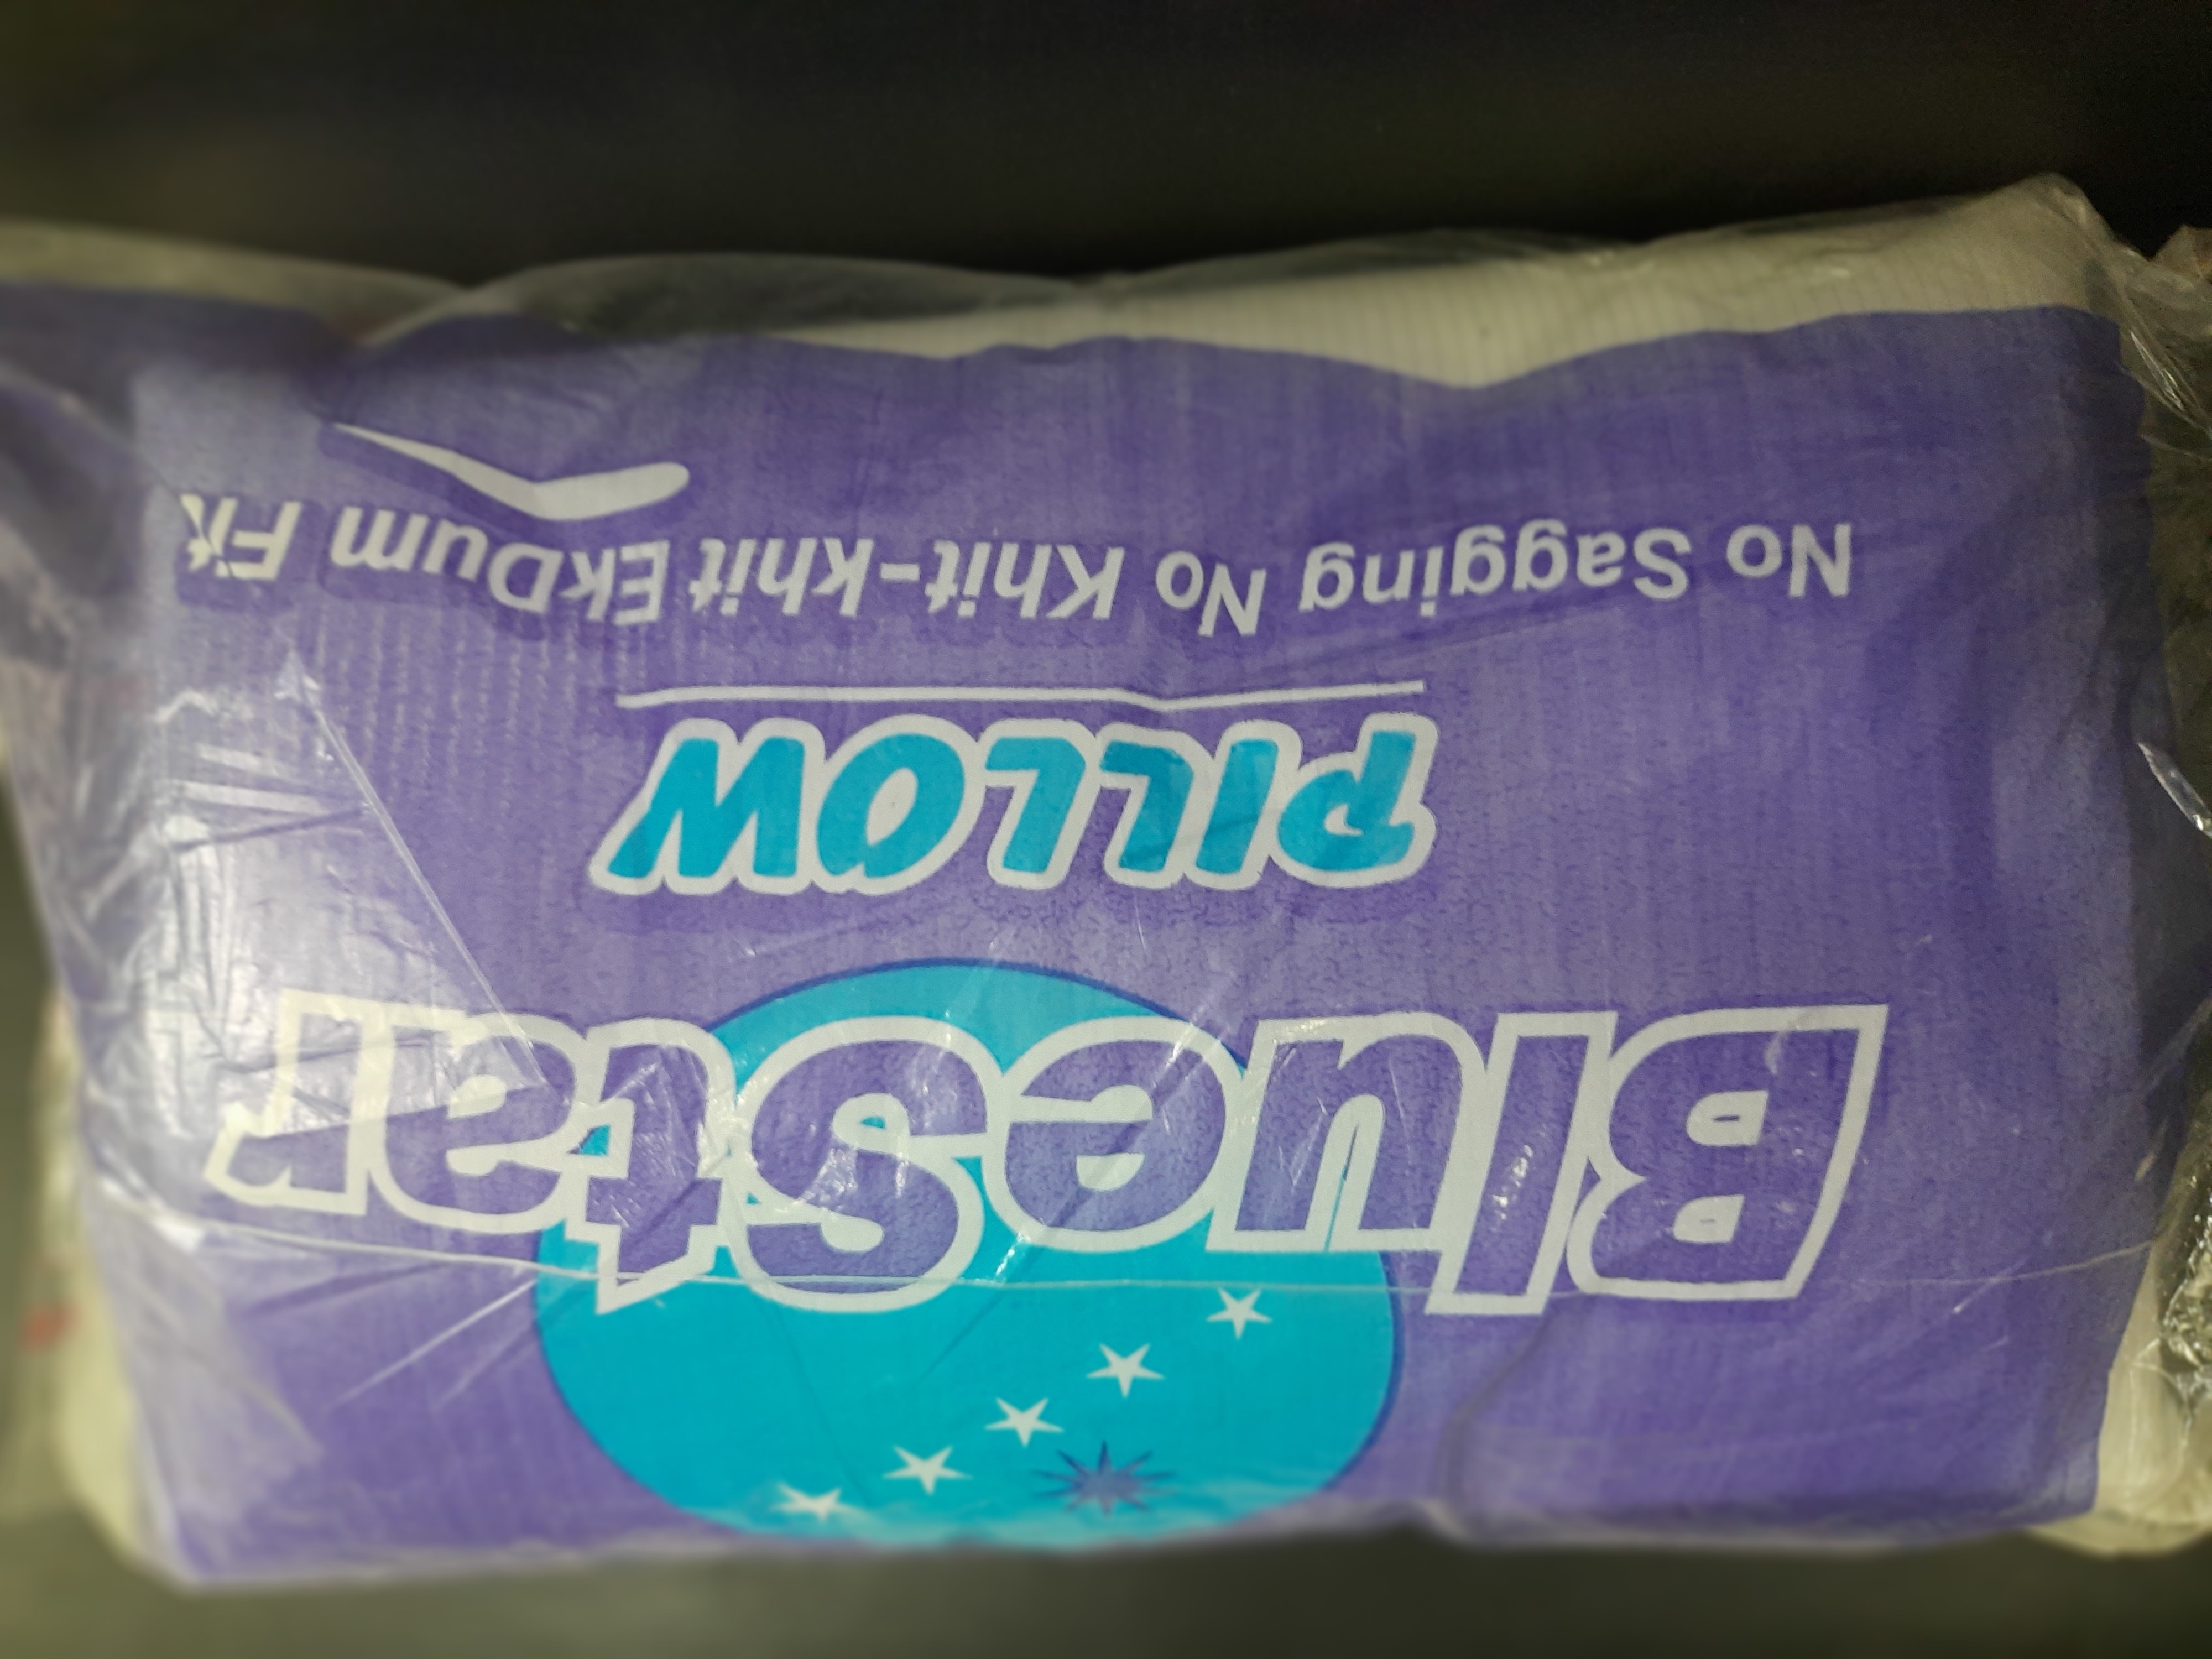 BlueStar
PILLOW
No Sagging No Khit-khit EkDum Fit